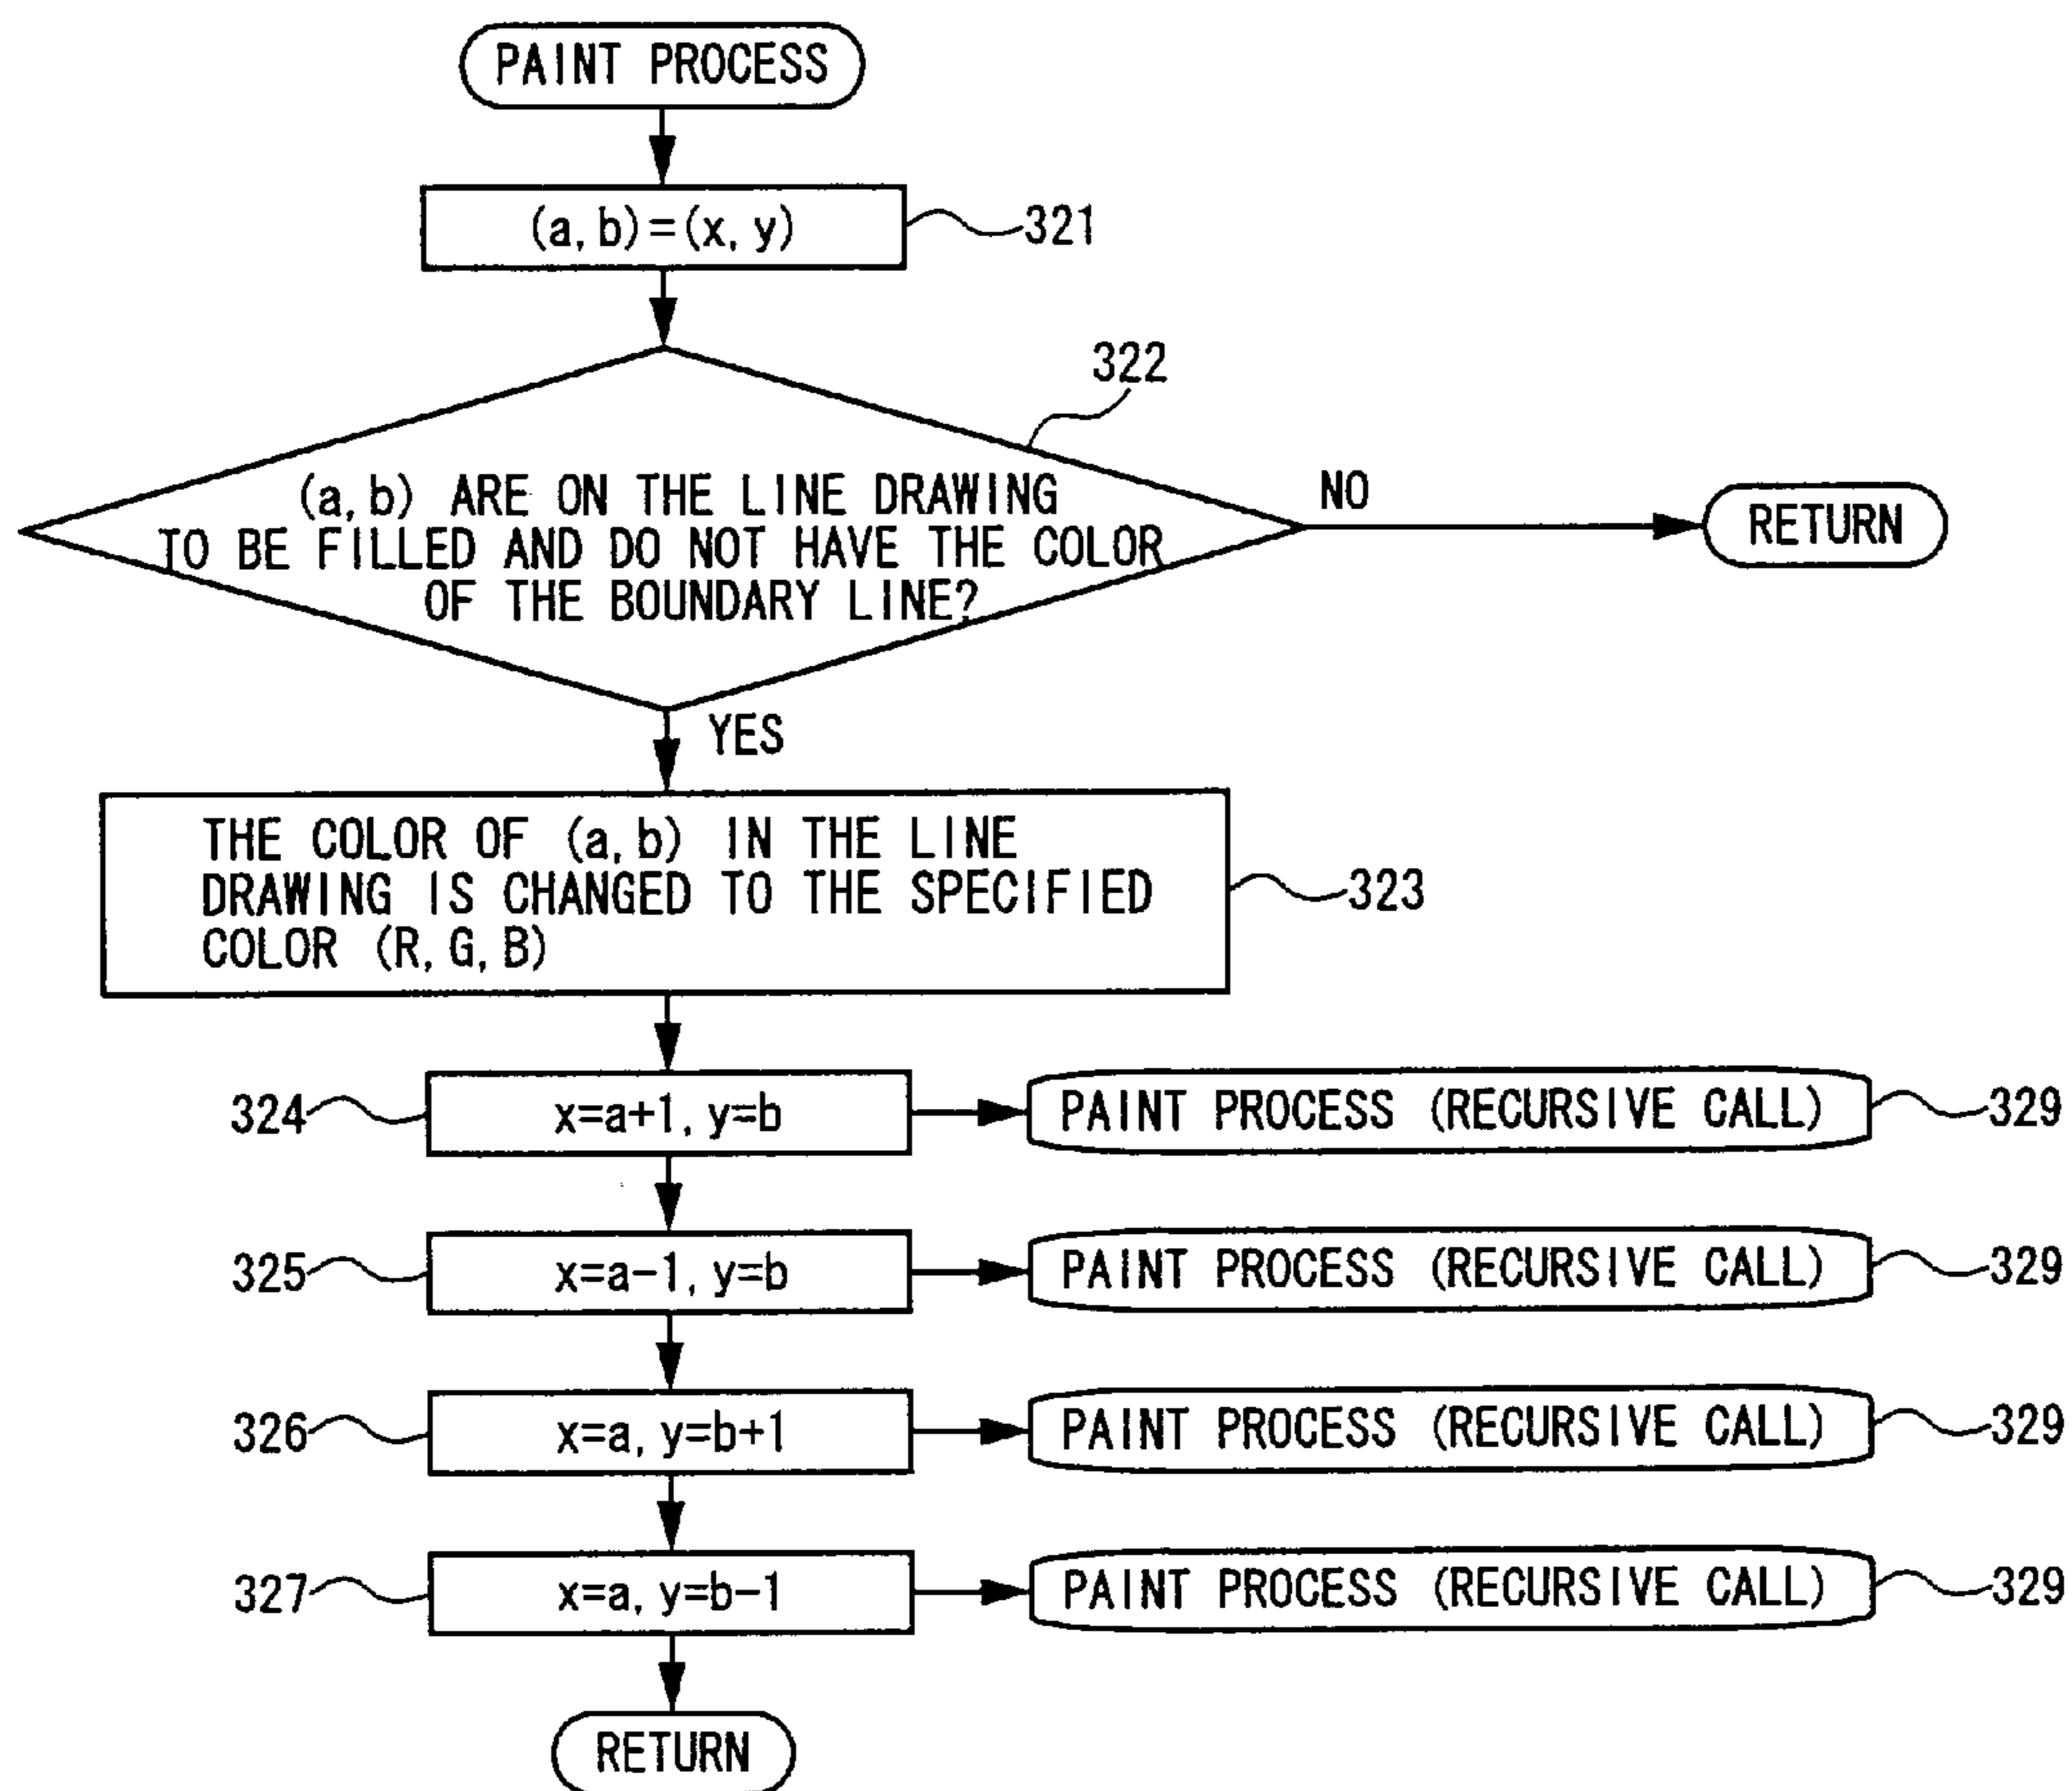 PAINT PROCESS
(a, b)=(x, y)
321
322
(a, b) ARE ON THE LINE DRAWING
TO BE FILLED AND DO NOT HAVE THE COLOR
OF THE BOUNDARY LINE?
NO
RETURN
YES
THE COLOR OF (a, b) IN THE LINE
DRAWING IS CHANGED TO THE SPECIFIED
COLOR (R, G, B)
323
324
x=a+1, y=b
PAINT PROCESS (RECURSIVE CALL)
329
325
x=a-1, y=b
PAINT PROCESS (RECURSIVE CALL)
329
326
x=a, y=b+1
PAINT PROCESS (RECURSIVE CALL)
329
327
x=a, y=b-1
PAINT PROCESS (RECURSIVE CALL)
329
RETURN